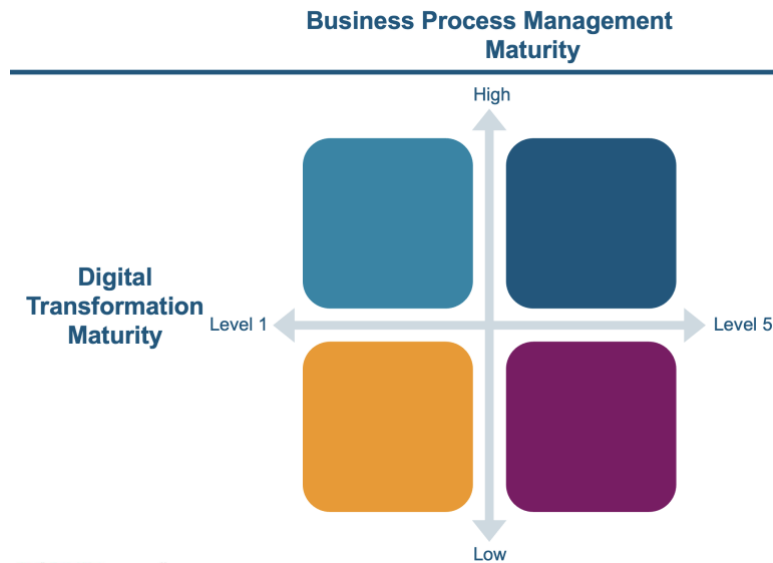 Business Process Management
Maturity
High
Digital
Transformation
Maturity
Level 1
Level 5
Low